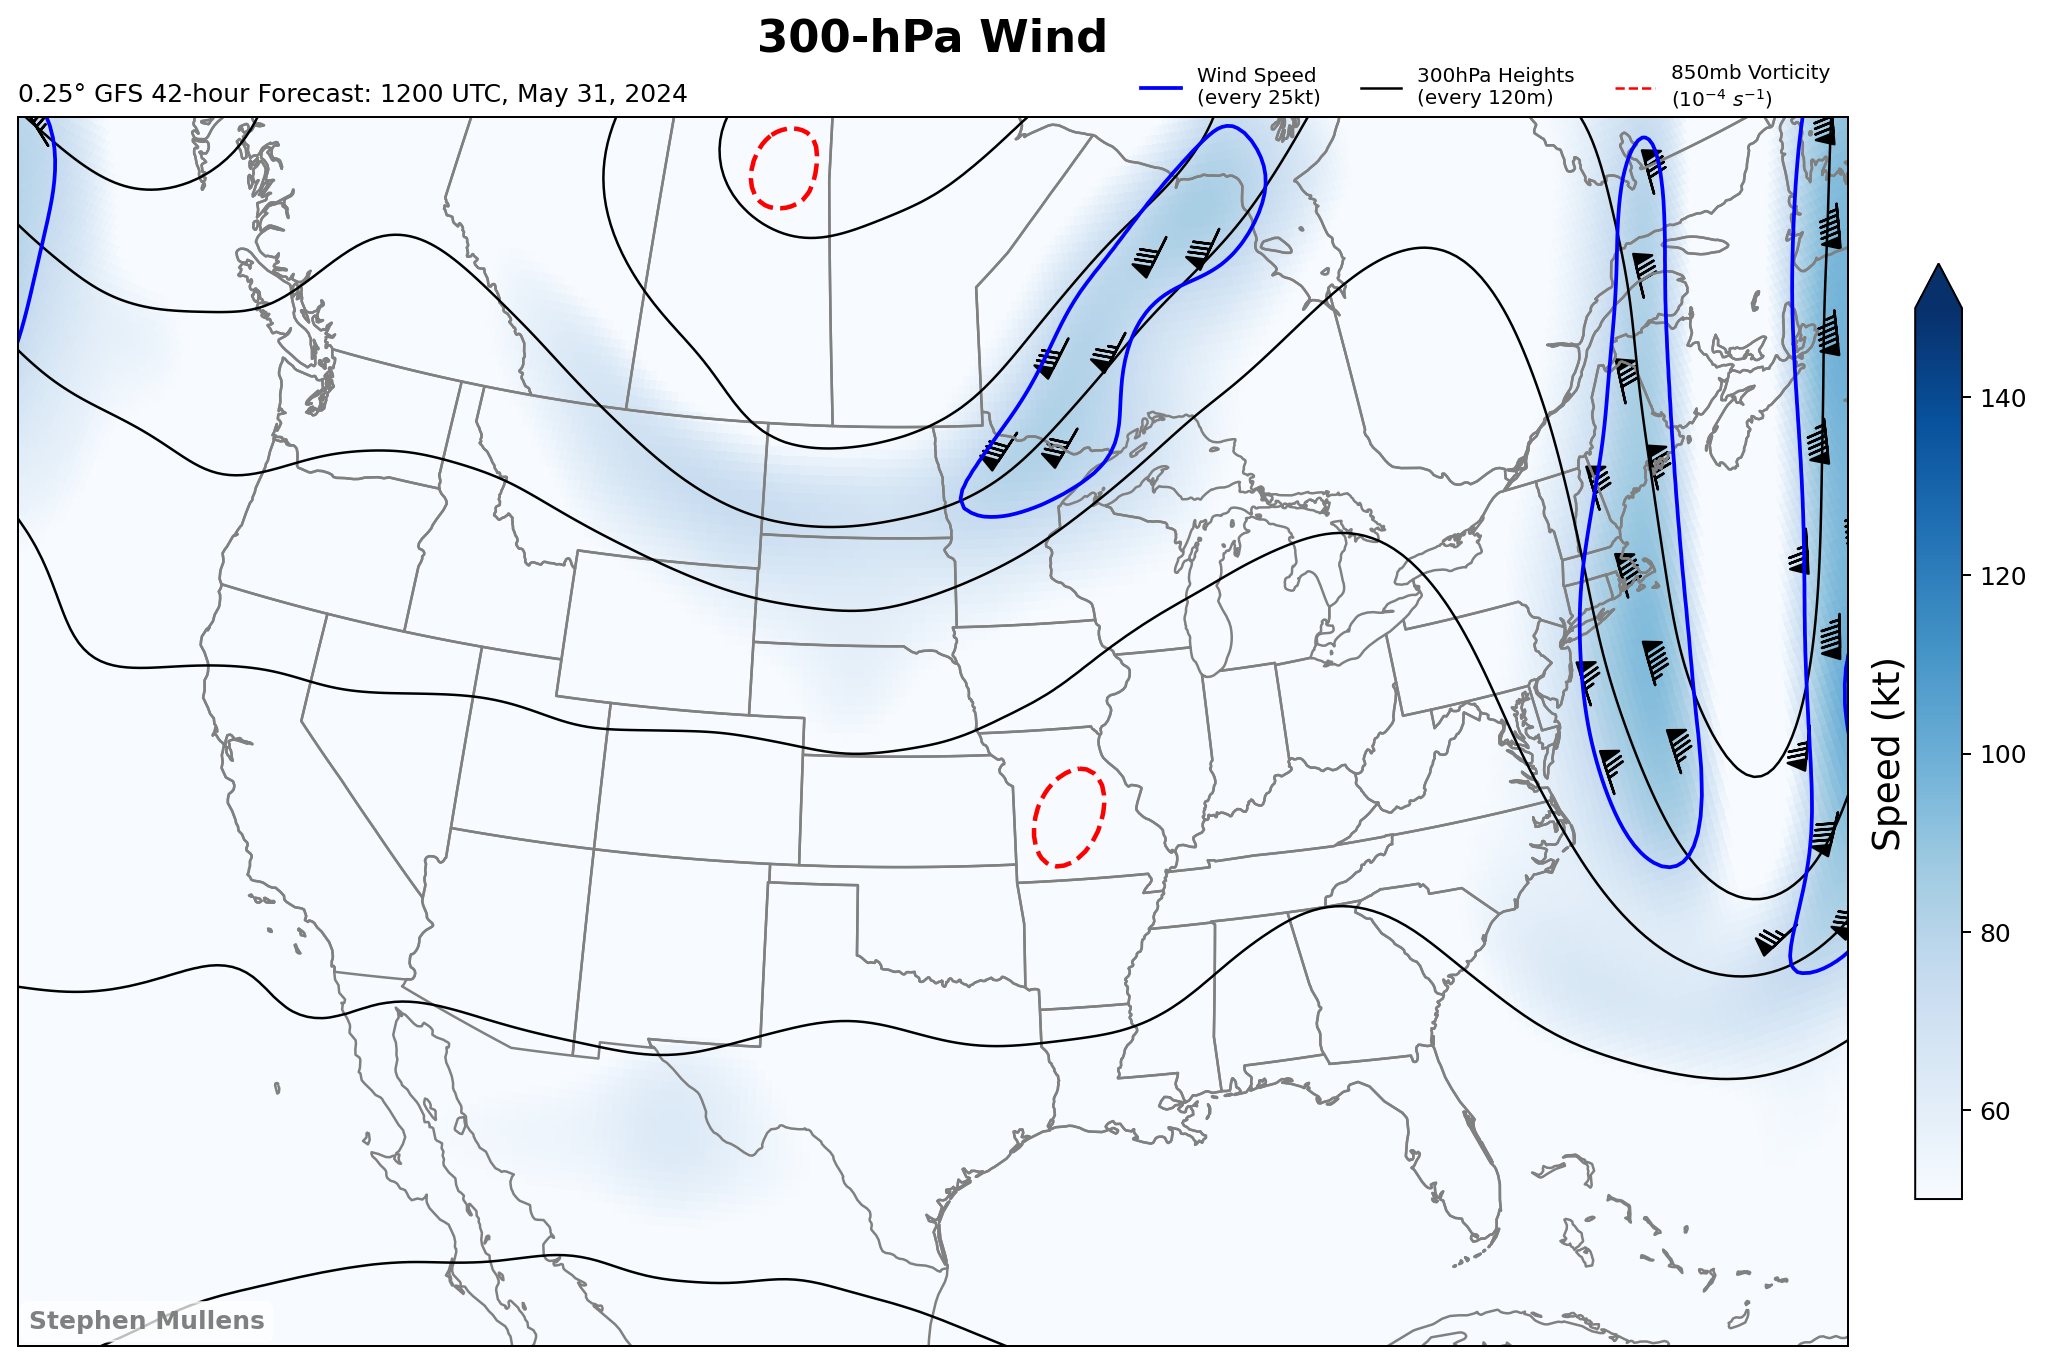 300-hPa Wind
0.25° GFS 42-hour Forecast: 1200 UTC, May 31, 2024
Wind Speed
(every 25kt)
300hPa Heights
(every 120m)
850mb Vorticity
(10⁻⁴ s⁻¹)
140
120
100
80
60
Speed (kt)
Stephen Mullens